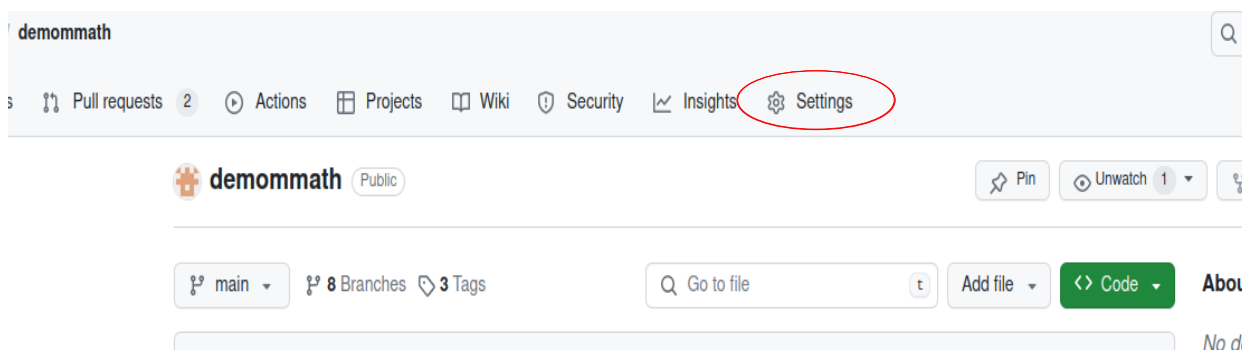 demommath
Pull requests 2 Actions Projects Wiki Security Insights Settings
demommath Public
Pin Unwatch 1
main 8 Branches 3 Tags Go to file t Add file Code